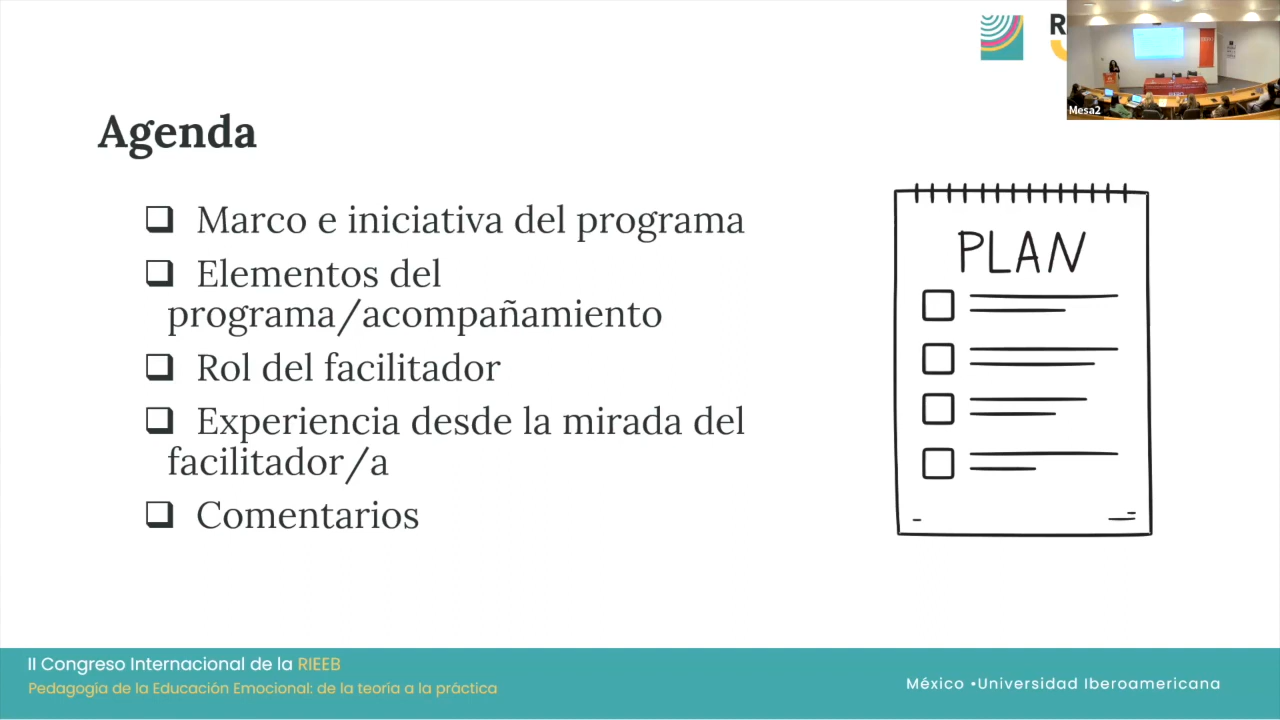 Agenda
❑ Marco e iniciativa del programa
❑ Elementos del
programa/acompañamiento
❑ Rol del facilitador
❑ Experiencia desde la mirada del
facilitador/a
❑ Comentarios
PLAN
Mesa2
II Congreso Internacional de la RIEEB
Pedagogía de la Educación Emocional: de la teoría a la práctica
México •Universidad Iberoamericana